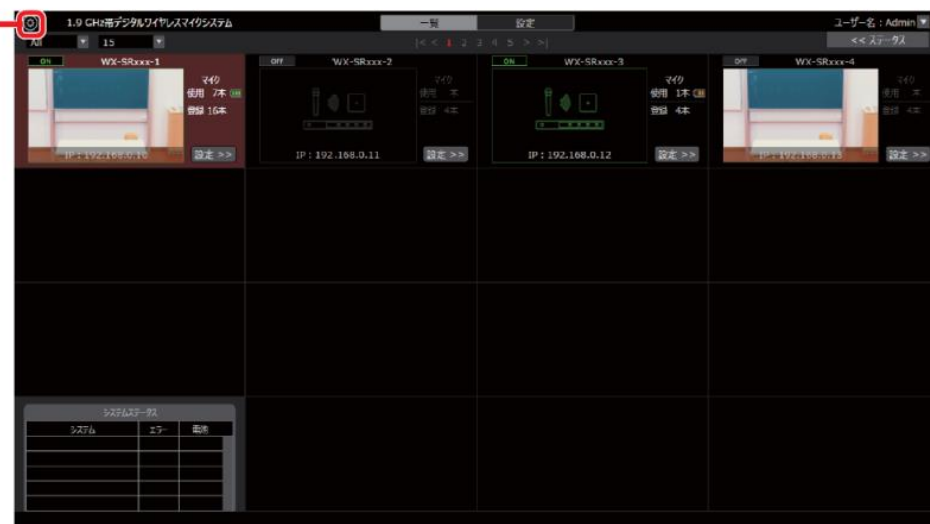 1.9 GHz帯デジタルワイヤレスマイクシステム 一覧 設定 ユーザー名：Admin
All 15 |< < 1 2 3 4 5 > >| << ステータス
ON WX-SRxxx-1
マイク
使用 7本
登録 16本
IP：192.168.0.10 設定 >>
OFF WX-SRxxx-2
マイク
使用 本
登録 4本
IP：192.168.0.11 設定 >>
ON WX-SRxxx-3
マイク
使用 1本
登録 4本
IP：192.168.0.12 設定 >>
OFF WX-SRxxx-4
マイク
使用 本
登録 4本
IP：192.168.0.13 設定 >>
システムステータス
システム エラー 電池